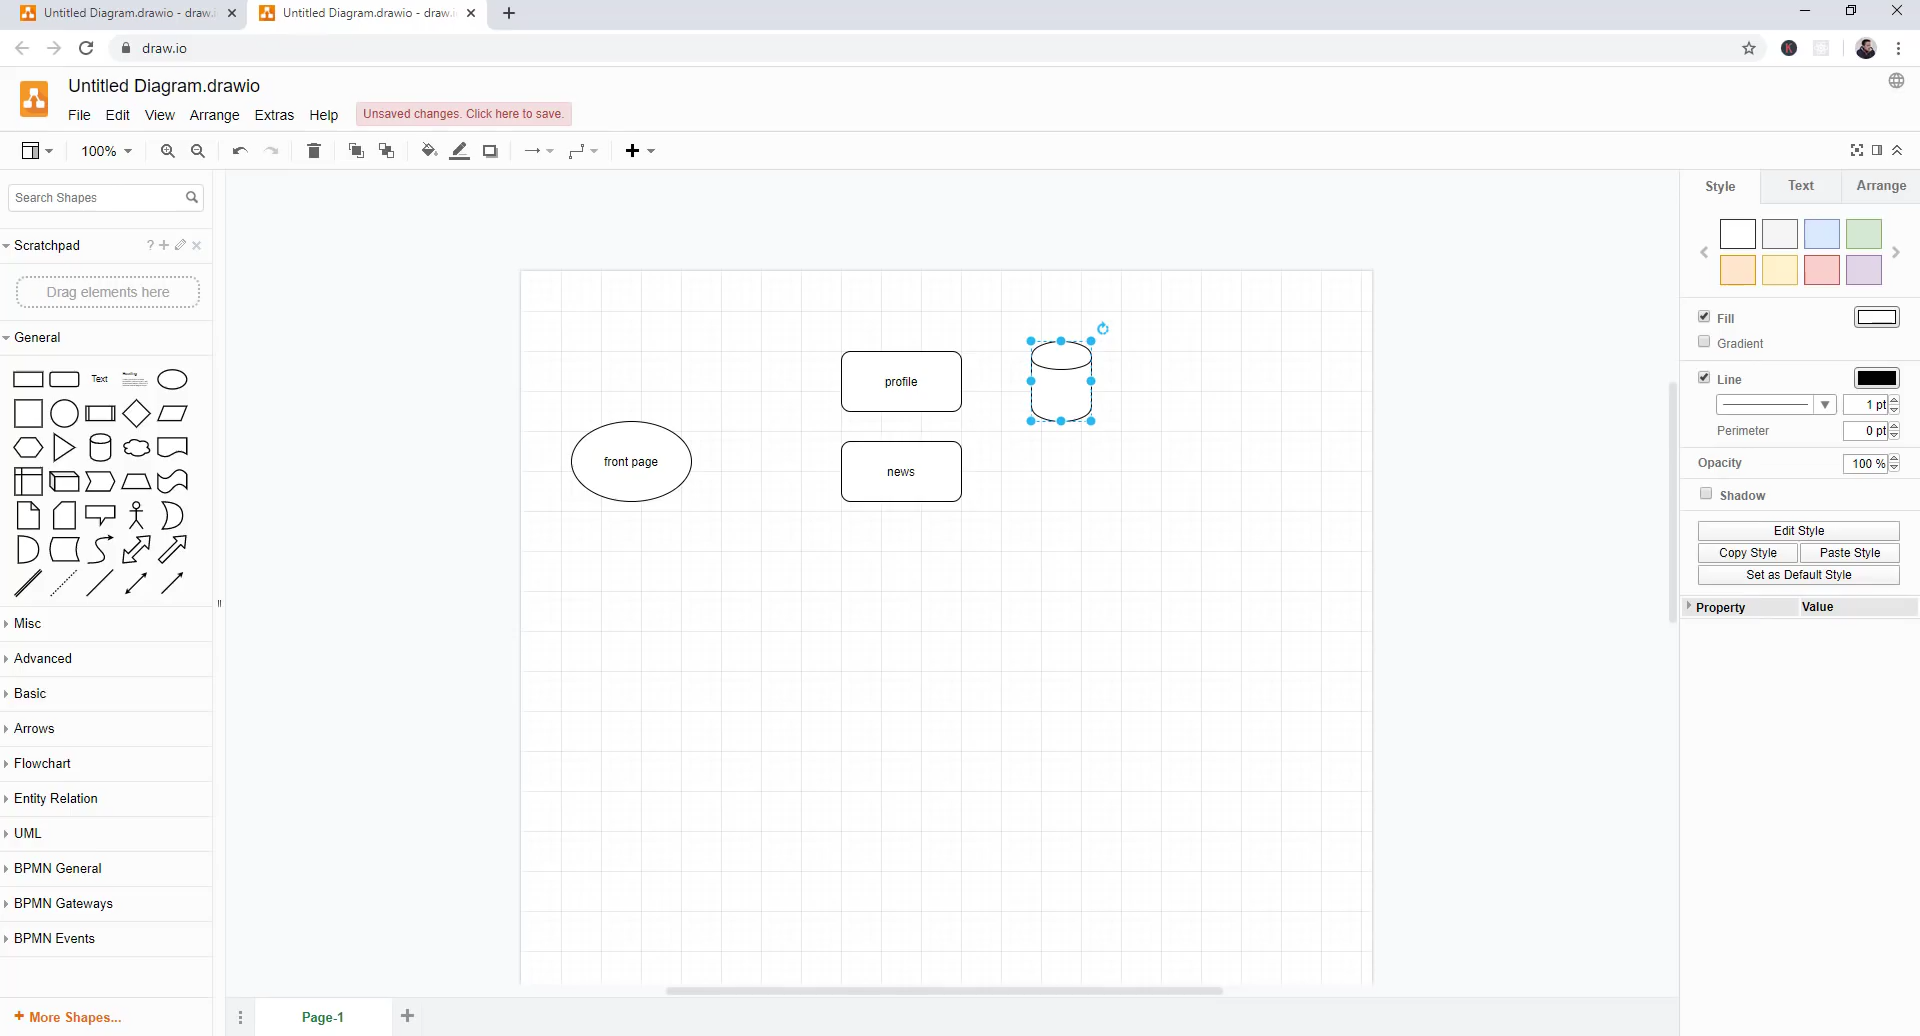 Untitled Diagram.drawio - draw.i
Untitled Diagram.drawio - draw.i
draw.io
K
Untitled Diagram.drawio
File Edit View Arrange Extras Help Unsaved changes. Click here to save.
100%
Search Shapes
Scratchpad ?
Drag elements here
General
Text
Heading
Misc
Advanced
Basic
Arrows
Flowchart
Entity Relation
UML
BPMN General
BPMN Gateways
BPMN Events
+ More Shapes...
profile
front page
news
Page-1
Style Text Arrange
Fill
Gradient
Line
1 pt
Perimeter 0 pt
Opacity 100 %
Shadow
Edit Style
Copy Style Paste Style
Set as Default Style
Property Value